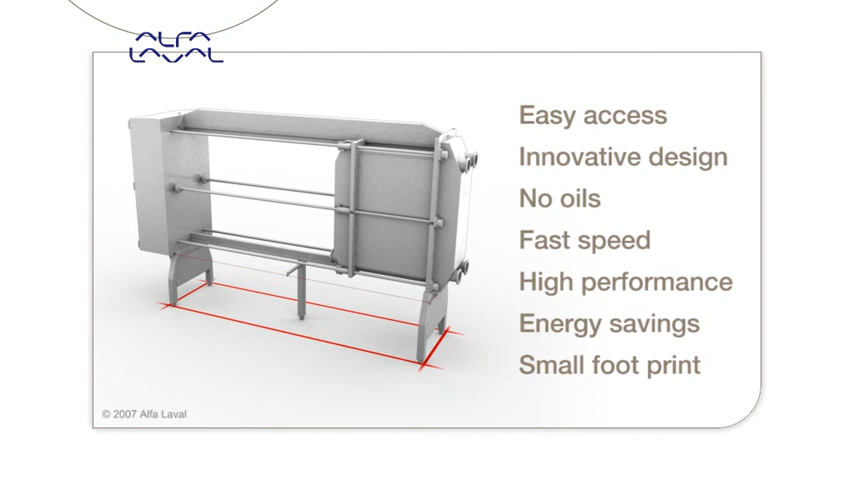 ALFA
LAVAL
Easy access
Innovative design
No oils
Fast speed
High performance
Energy savings
Small foot print
© 2007 Alfa Laval